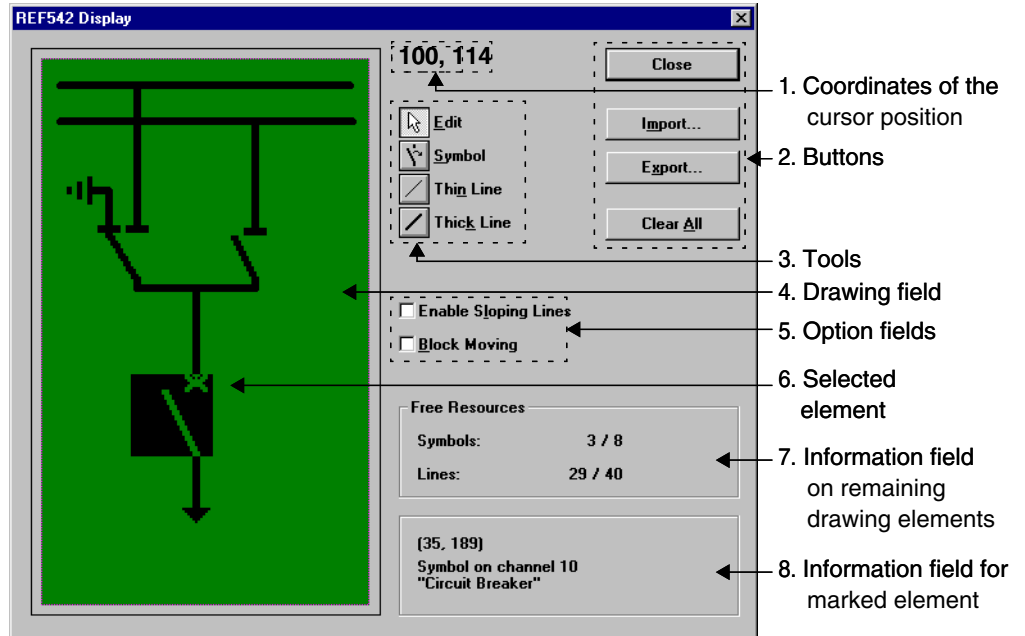 REF542 Display
100, 114
Close
Import...
Export...
Clear All
Edit
Symbol
Thin Line
Thick Line
Enable Sloping Lines
Block Moving
Free Resources
Symbols: 3 / 8
Lines: 29 / 40
(35, 189)
Symbol on channel 10
"Circuit Breaker"
1. Coordinates of the
cursor position
2. Buttons
3. Tools
4. Drawing field
5. Option fields
6. Selected
element
7. Information field
on remaining
drawing elements
8. Information field for
marked element